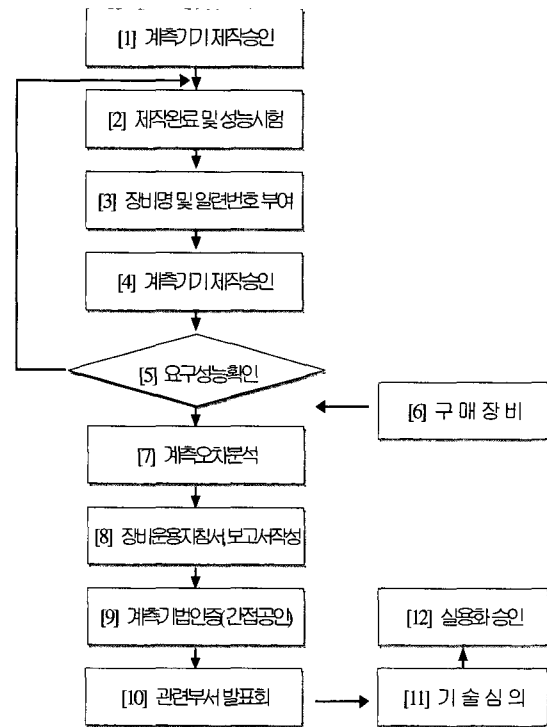 [1] 계측기기 제작승인
[2] 제작완료 및 성능시험
[3] 장비명 및 일련번호 부여
[4] 계측기기 제작승인
[5] 요구성능확인
[6] 구 매 장 비
[7] 계측오차분석
[8] 장비운용지침서, 보고서작성
[9] 계측기법인증(간접공인)
[12] 실용화 승인
[10] 관련부서 발표회
[11] 기 술 심 의